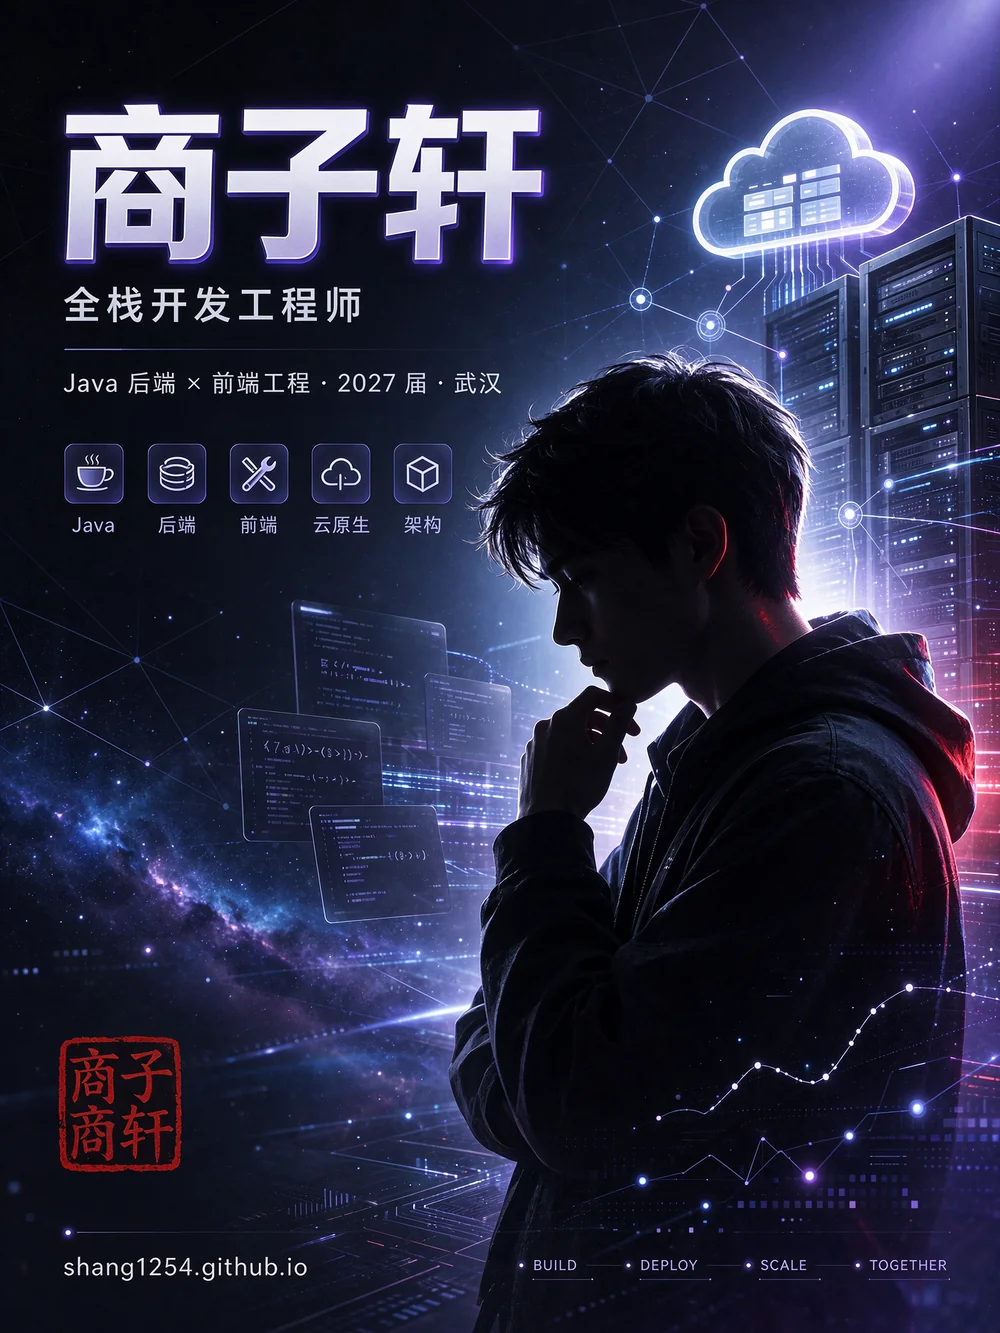 商子轩
全栈开发工程师
Java 后端 × 前端工程 · 2027 届 · 武汉
Java 后端 前端 云原生 架构
商子
商轩
shang1254.github.io
BUILD DEPLOY SCALE TOGETHER